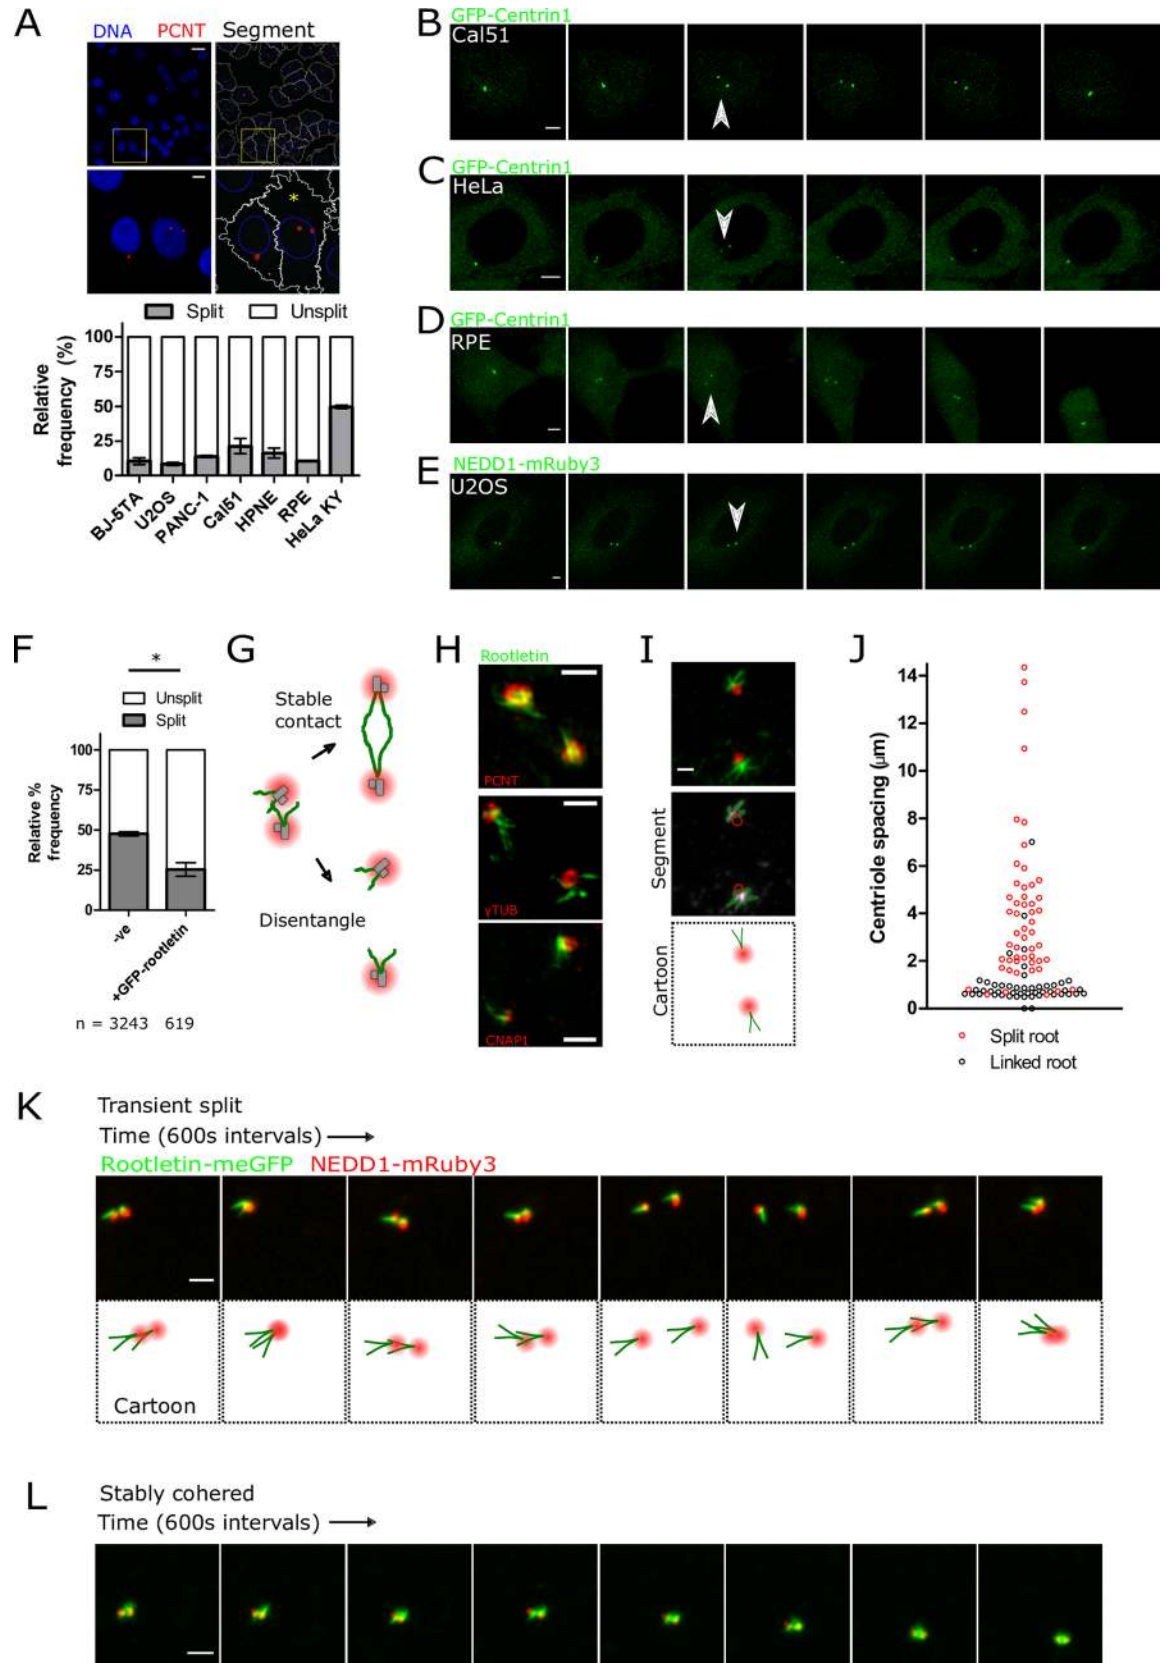 A
DNA PCNT Segment
*
Split Unsplit
Relative frequency (%)
100
75
50
25
0
BJ-5TA
U2OS
PANC-1
Cal51
HPNE
RPE
HeLa KY
B
GFP-Centrin1
Cal51
C
GFP-Centrin1
HeLa
D
GFP-Centrin1
RPE
E
NEDD1-mRuby3
U2OS
F
*
Unsplit
Split
Relative % frequency
100
75
50
25
0
-ve
+GFP-rootletin
n = 3243 619
G
Stable
contact
Disentangle
H
Rootletin
PCNT
γTUB
CNAP1
I
Segment
Cartoon
J
Centriole spacing (μm)
14
12
14
8
6
4
2
0
Split root
Linked root
K
Transient split
Time (600s intervals)
Rootletin-meGFP NEDD1-mRuby3
Cartoon
L
Stably cohered
Time (600s intervals)